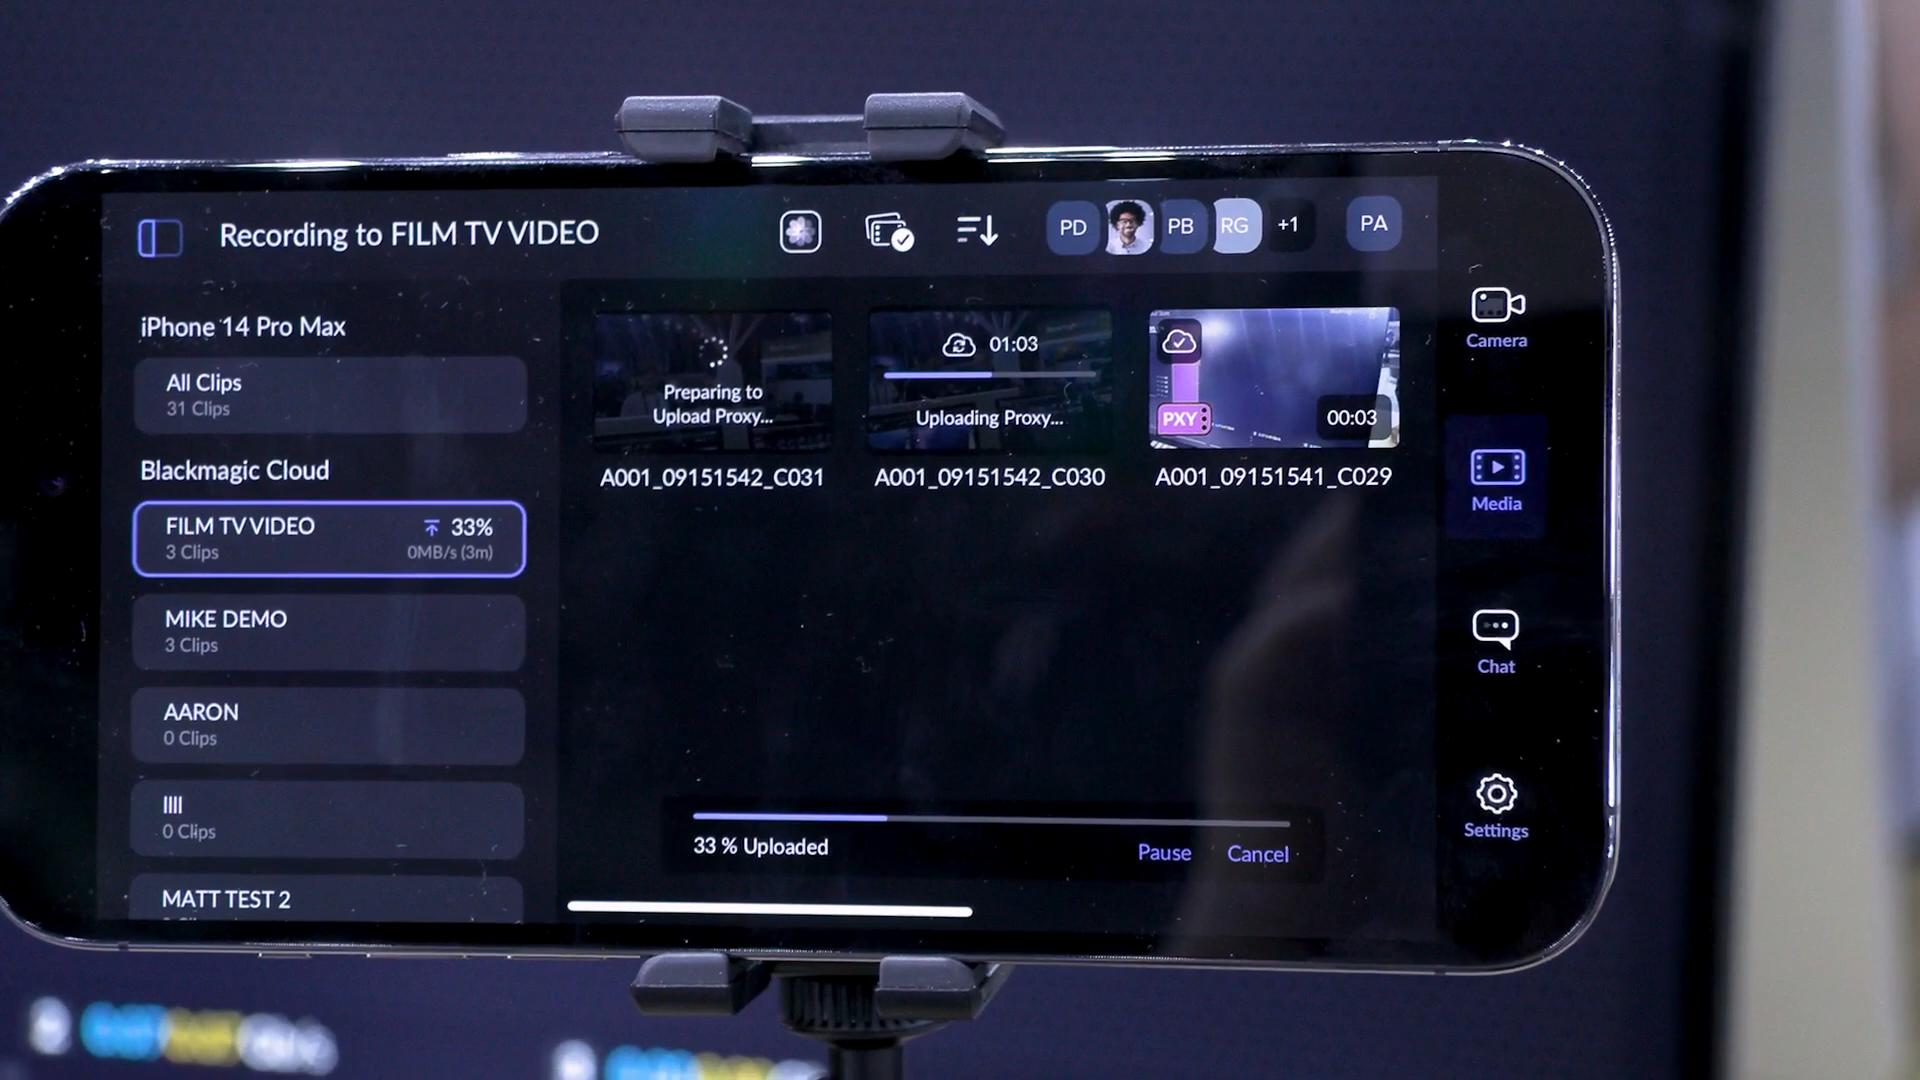 Recording to FILM TV VIDEO
PD
PB
RG
+1
PA
iPhone 14 Pro Max
All Clips
31 Clips
Blackmagic Cloud
FILM TV VIDEO
33%
3 Clips
0MB/s (3m)
MIKE DEMO
3 Clips
AARON
0 Clips
IIII
0 Clips
MATT TEST 2
Preparing to
Upload Proxy...
A001_09151542_C031
01:03
Uploading Proxy...
A001_09151542_C030
PXY
00:03
A001_09151541_C029
33 % Uploaded
Pause
Cancel
Camera
Media
Chat
Settings